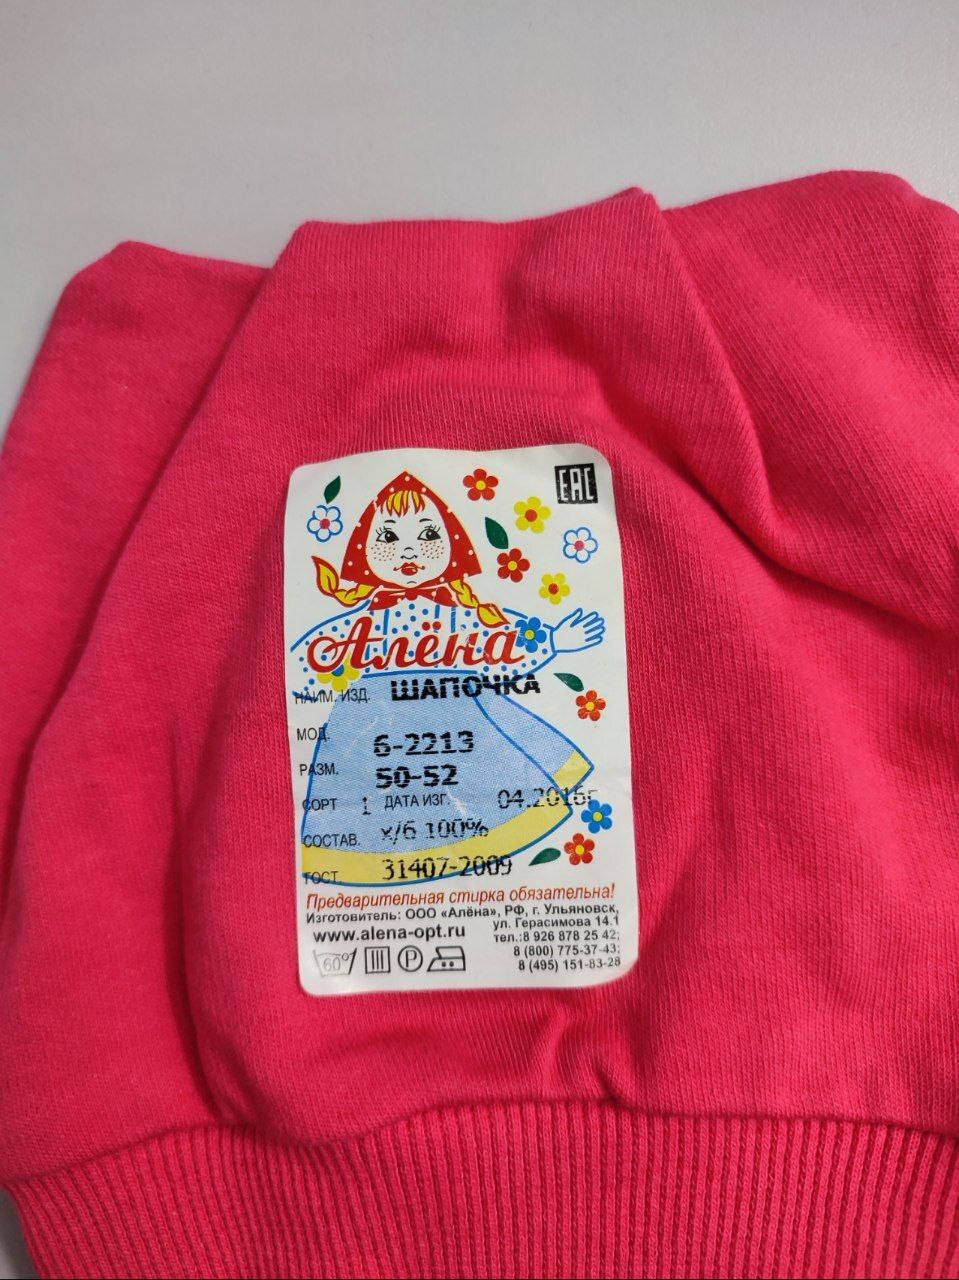 ЕАС
Алёна
НАИМ. ИЗД. ШАПОЧКА
МОД. 6-2213
РАЗМ. 50-52
СОРТ 1 ДАТА ИЗГ. 04.2016г
СОСТАВ. х/б 100%
ГОСТ. 31407-2009
Предварительная стирка обязательна!
Изготовитель: ООО «Алёна», РФ, г. Ульяновск,
ул. Герасимова 14.1
www.alena-opt.ru
тел.:8 926 878 25 42;
8 (800) 775-37-43;
8 (495) 151-83-28
60° P